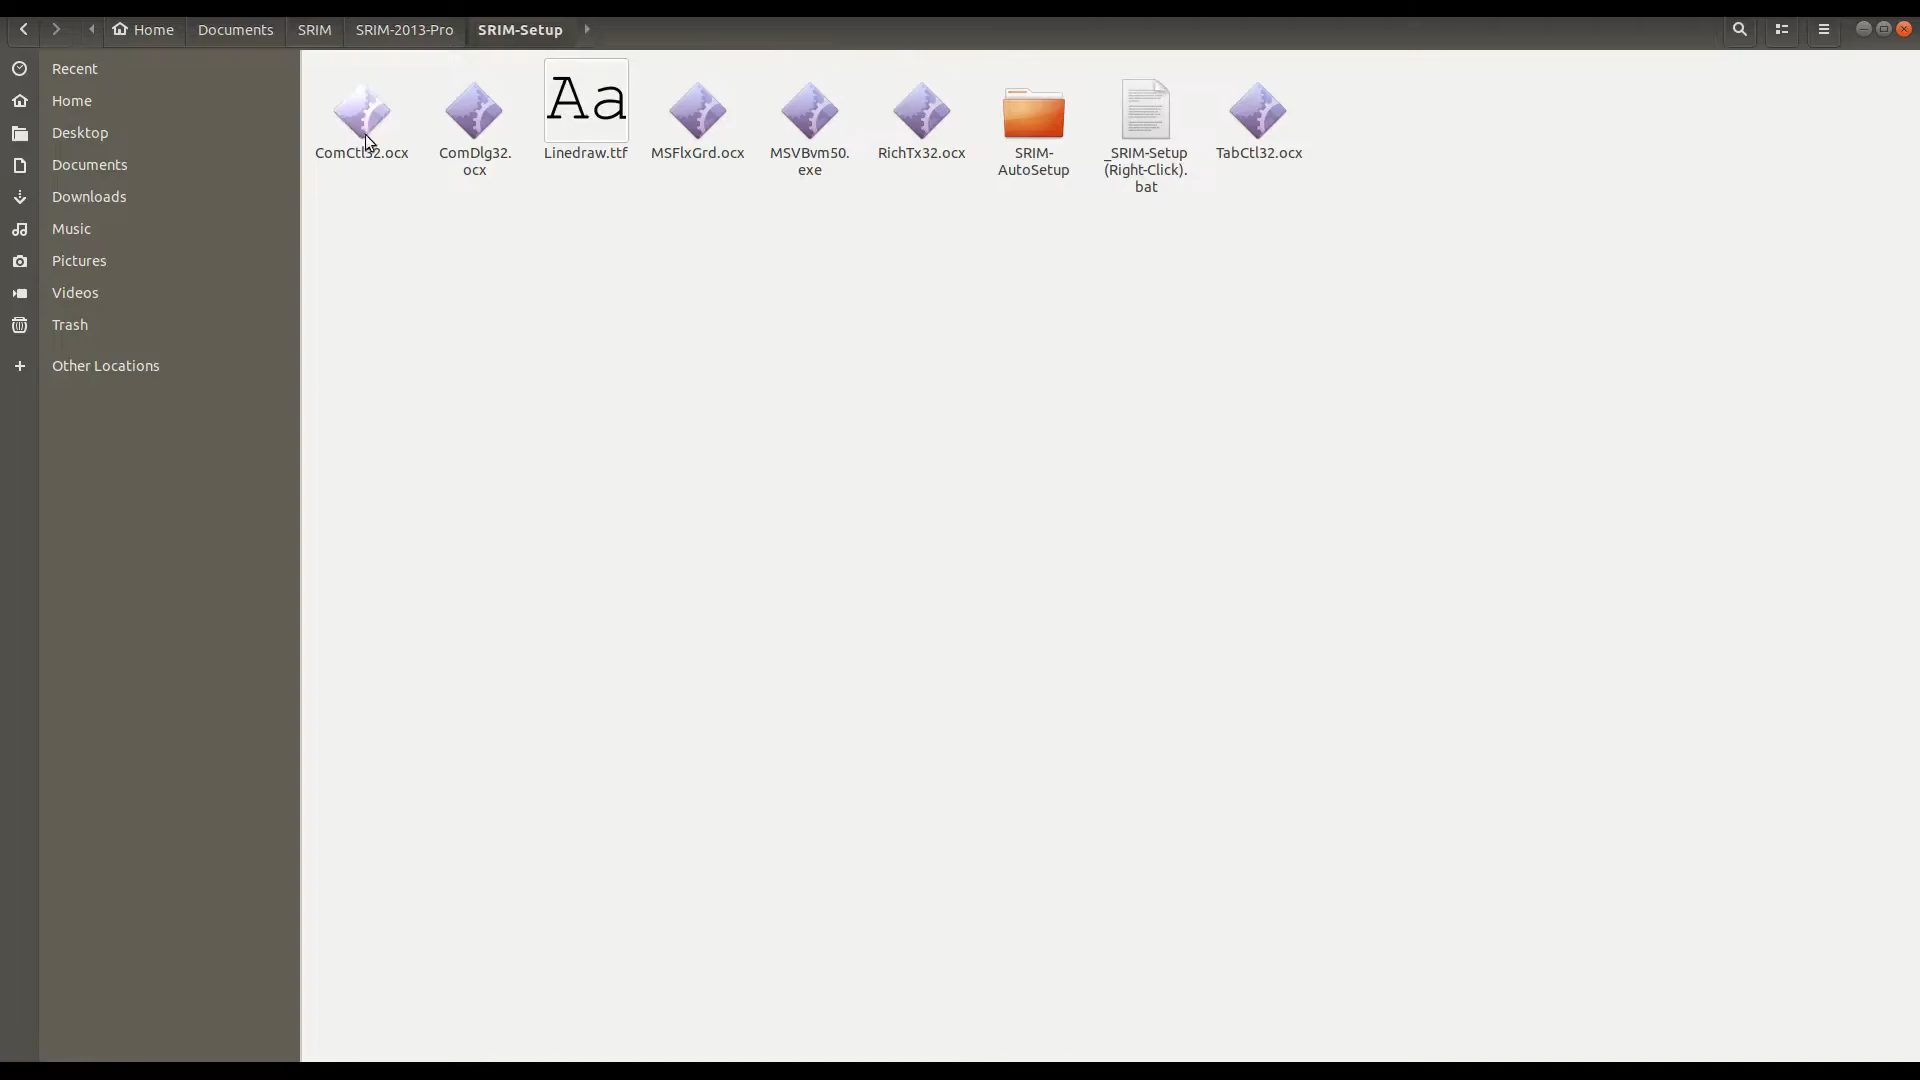 Home Documents SRIM SRIM-2013-Pro SRIM-Setup
Recent
Home
Desktop
Documents
Downloads
Music
Pictures
Videos
Trash
Other Locations
ComCtl32.ocx
ComDlg32.
ocx
Aa
Linedraw.ttf
MSFlxGrd.ocx
MSVBvm50.
exe
RichTx32.ocx
SRIM-
AutoSetup
_SRIM-Setup
(Right-Click).
bat
TabCtl32.ocx